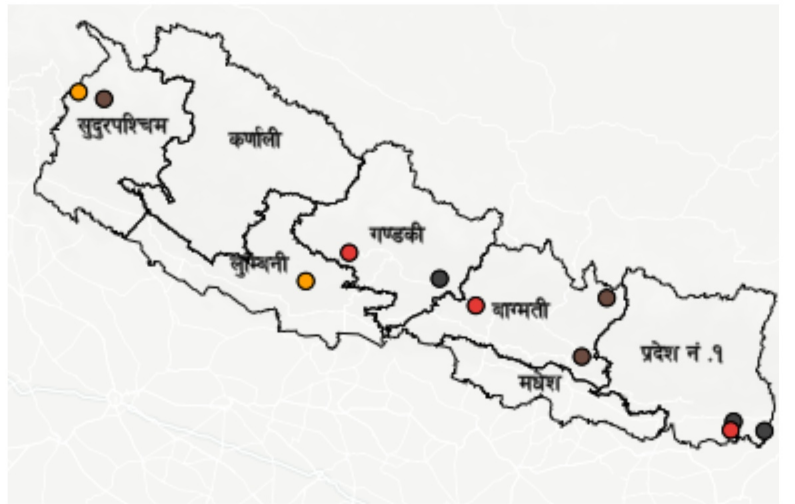 सुदुरपश्चिम
कर्णाली
गण्डकी
लुम्बिनी
बाग्मती
प्रदेश नं .१
मधेश